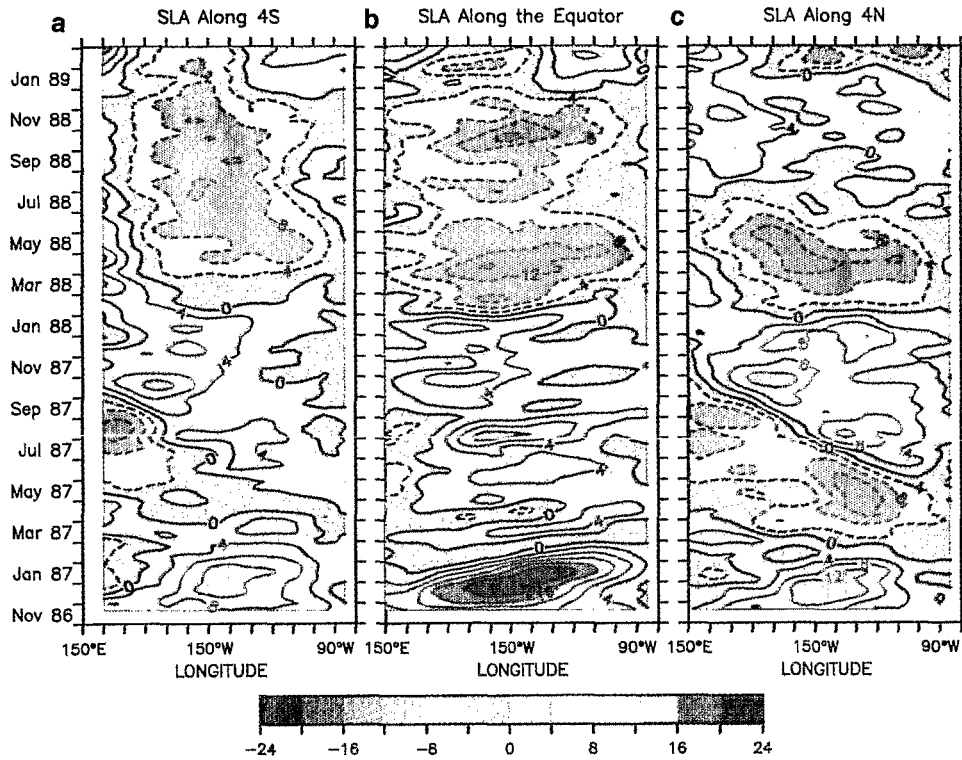 a SLA Along 4S
b SLA Along the Equator
c SLA Along 4N
Jan 89
Nov 88
Sep 88
Jul 88
May 88
Mar 88
Jan 88
Nov 87
Sep 87
Jul 87
May 87
Mar 87
Jan 87
Nov 86
150°E 150°W 90°W
LONGITUDE
150°E 150°W 90°W
LONGITUDE
150°E 150°W 90°W
LONGITUDE
-24 -16 -8 0 8 16 24